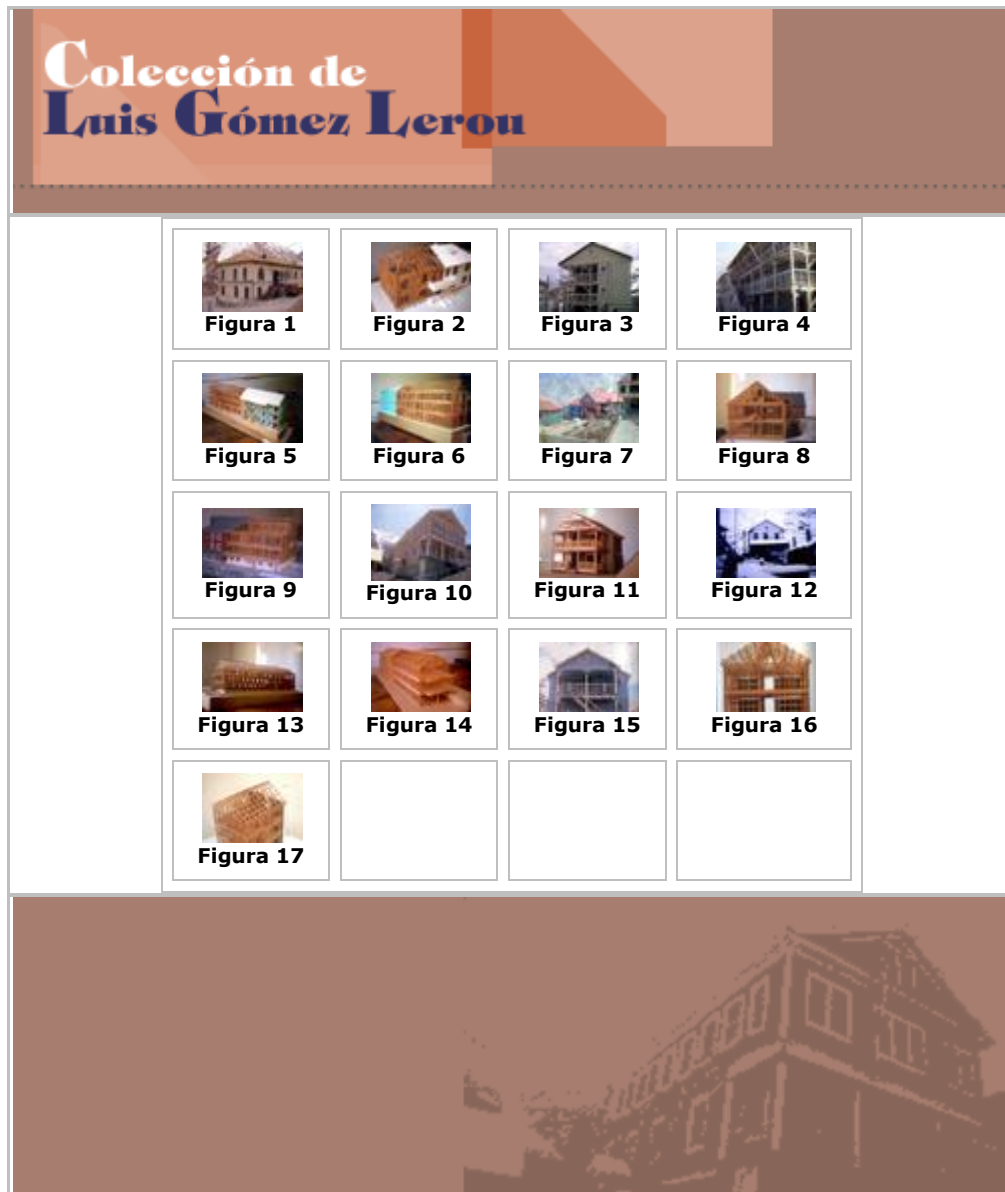 Colección de
Luis Gómez Lerou
Figura 1
Figura 2
Figura 3
Figura 4
Figura 5
Figura 6
Figura 7
Figura 8
Figura 9
Figura 10
Figura 11
Figura 12
Figura 13
Figura 14
Figura 15
Figura 16
Figura 17